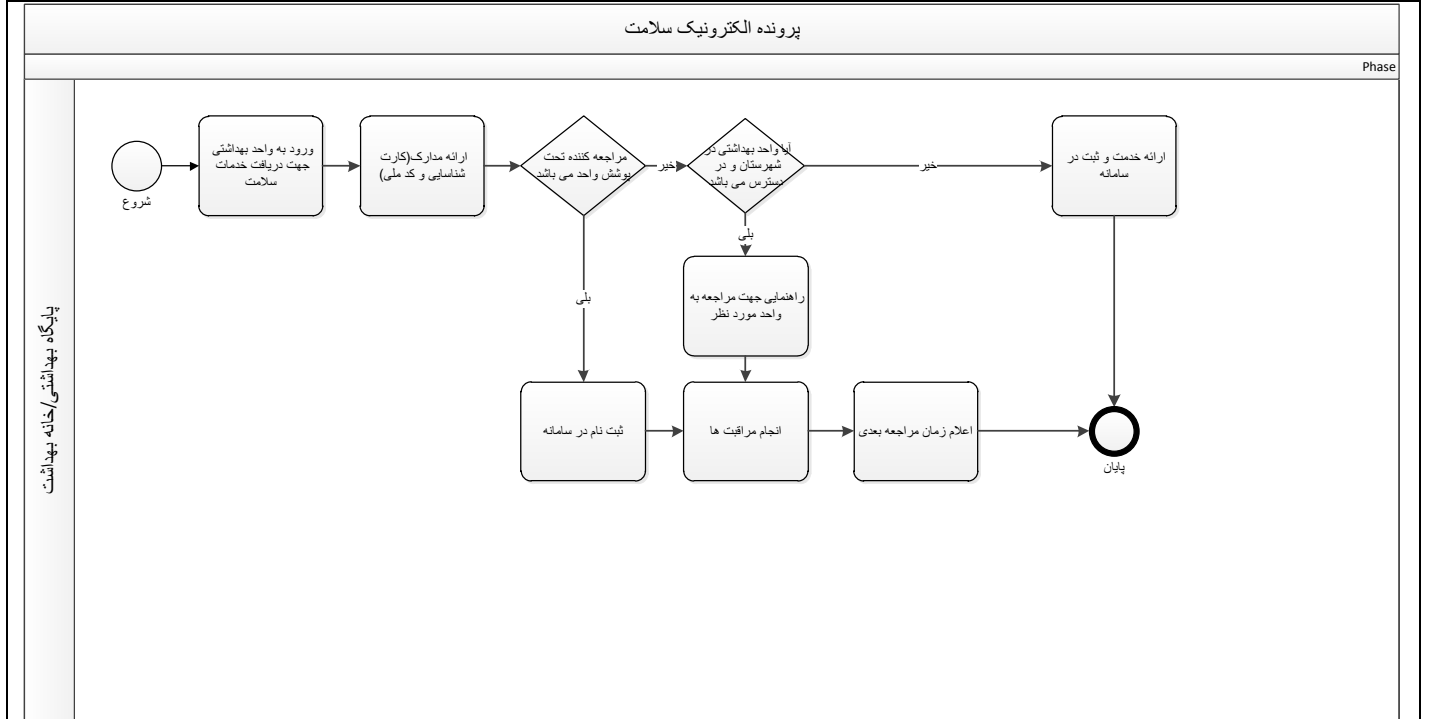 پرونده الکترونیک سلامت
Phase
پایگاه بهداشتی/خانه بهداشت
شروع
ورود به واحد بهداشتی
جهت دریافت خدمات
سلامت
ارائه مدارک(کارت
شناسایی و کد ملی)
مراجعه کننده تحت
پوشش واحد می باشد
خیر
آیا واحد بهداشتی در
شهرستان و در
دسترس می باشد
خیر
ارائه خدمت و ثبت در
سامانه
بلی
بلی
راهنمایی جهت مراجعه به
واحد مورد نظر
ثبت نام در سامانه
انجام مراقبت ها
اعلام زمان مراجعه بعدی
پایان